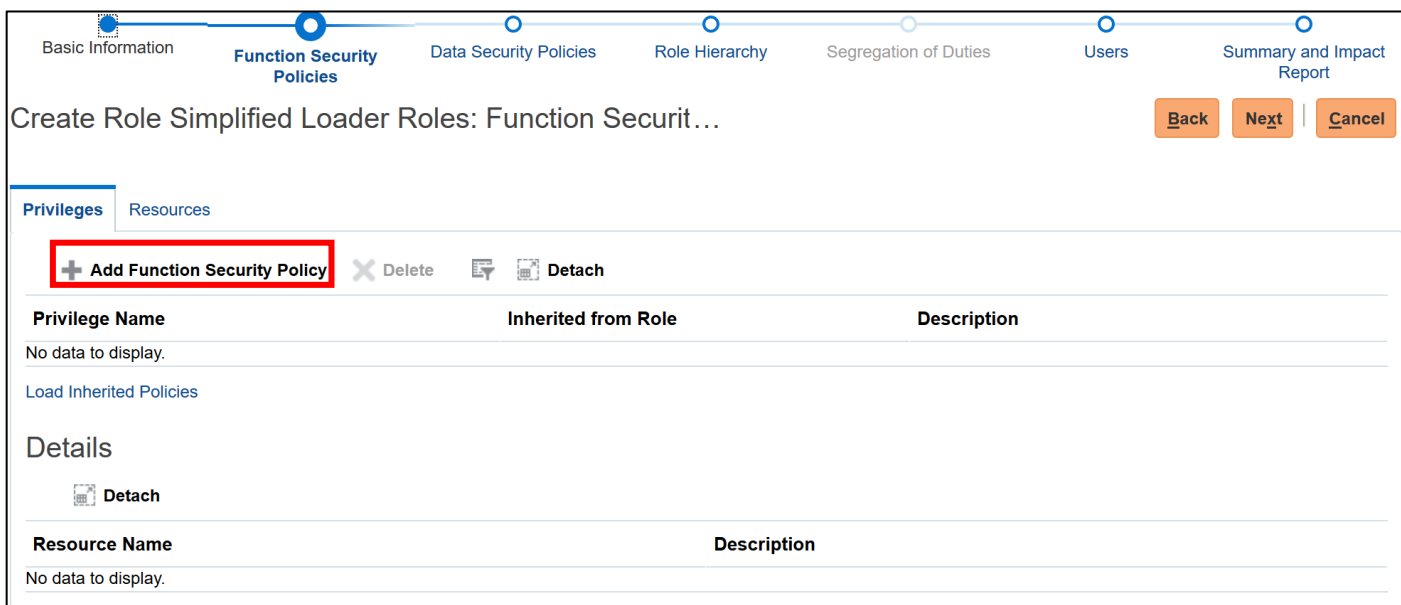 Basic Information
Function Security
Policies
Data Security Policies
Role Hierarchy
Segregation of Duties
Users
Summary and Impact
Report
Create Role Simplified Loader Roles: Function Securit...
Back Next Cancel
Privileges Resources
Add Function Security Policy Delete Detach
Privilege Name Inherited from Role Description
No data to display.
Load Inherited Policies
Details
Detach
Resource Name Description
No data to display.